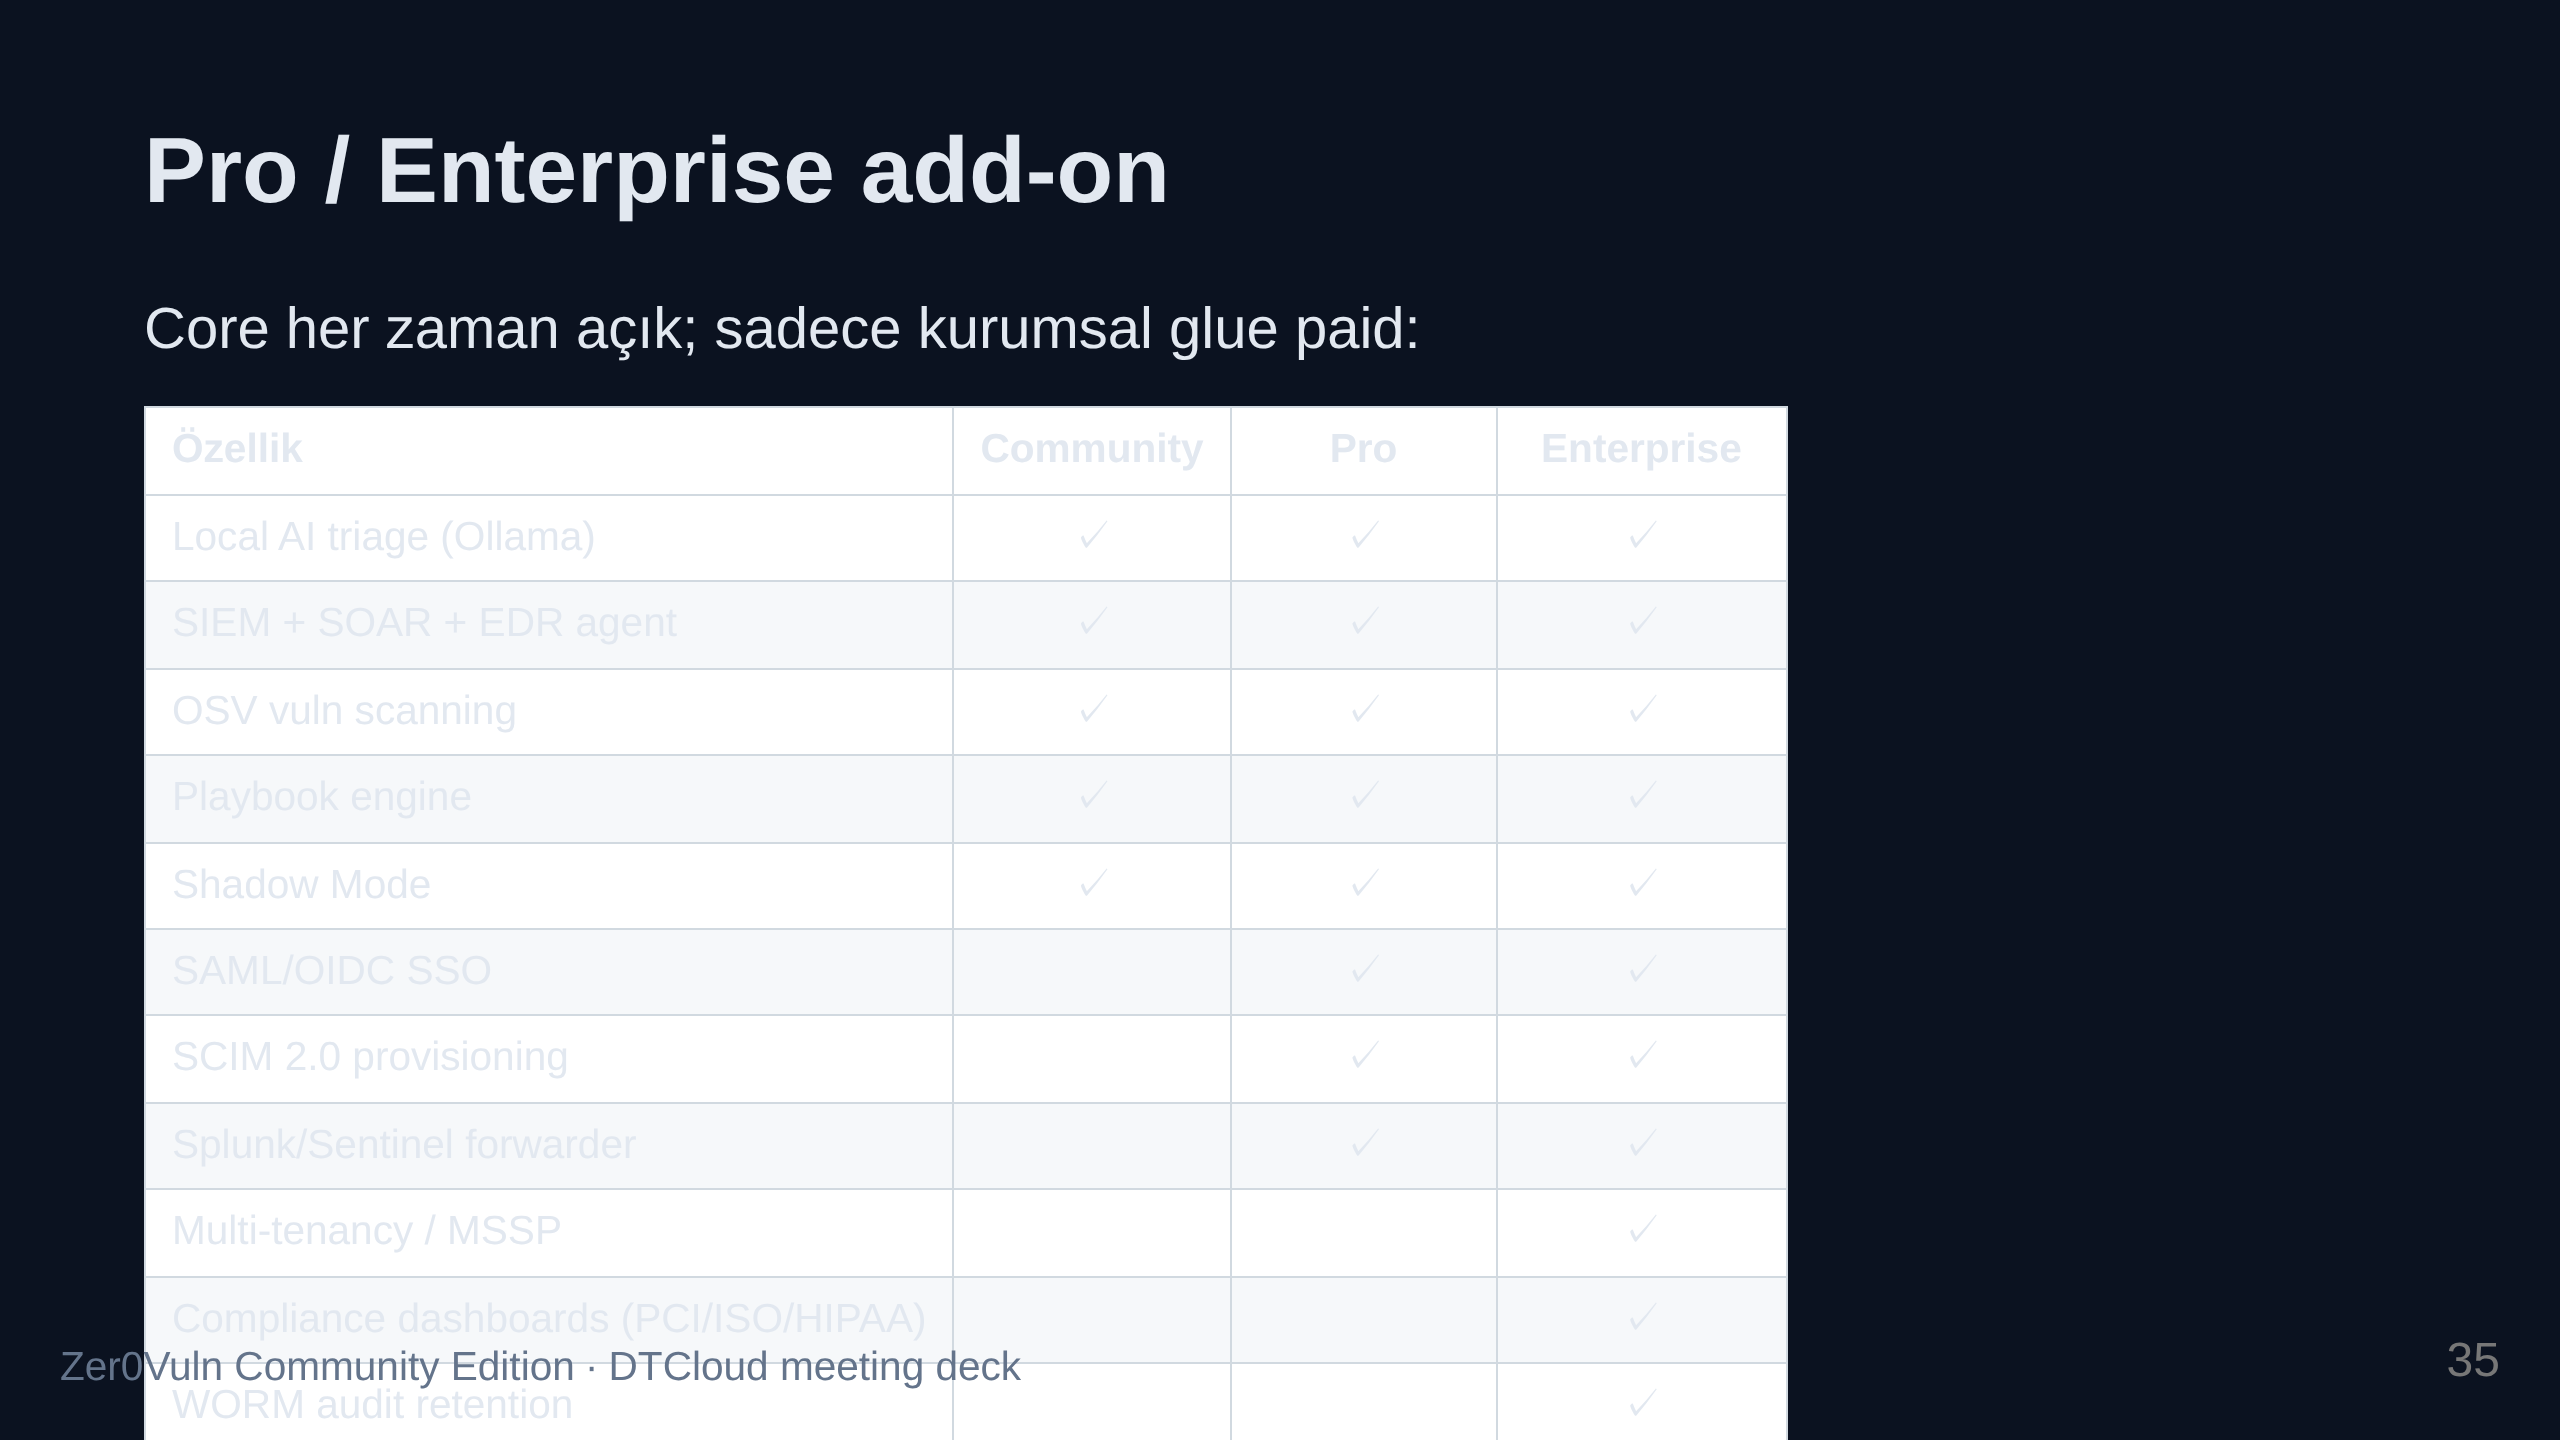 Pro / Enterprise add-on
Core her zaman açık; sadece kurumsal glue paid:
Özellik Community Pro Enterprise
Local AI triage (Ollama) ✓ ✓ ✓
SIEM + SOAR + EDR agent ✓ ✓ ✓
OSV vuln scanning ✓ ✓ ✓
Playbook engine ✓ ✓ ✓
Shadow Mode ✓ ✓ ✓
SAML/OIDC SSO ✓ ✓
SCIM 2.0 provisioning ✓ ✓
Splunk/Sentinel forwarder ✓ ✓
Multi-tenancy / MSSP ✓
Compliance dashboards (PCI/ISO/HIPAA) ✓
WORM audit retention ✓
Zer0Vuln Community Edition · DTCloud meeting deck
35